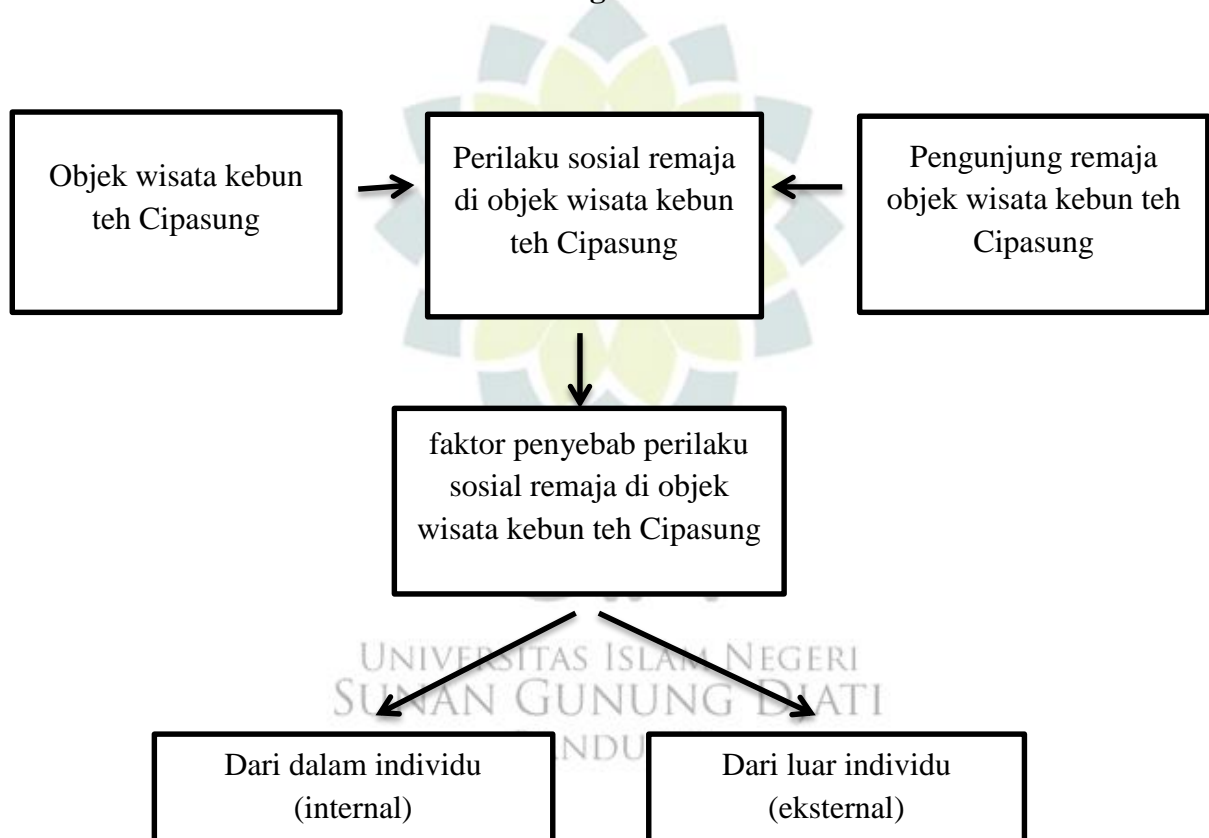 Objek wisata kebun
teh Cipasung
Perilaku sosial remaja
di objek wisata kebun
teh Cipasung
Pengunjung remaja
objek wisata kebun teh
Cipasung
faktor penyebab perilaku
sosial remaja di objek
wisata kebun teh Cipasung
UNIVERSITAS ISLAM NEGERI
SUNAN GUNUNG DJATI
Dari dalam individu
(internal)
Dari luar individu
(eksternal)